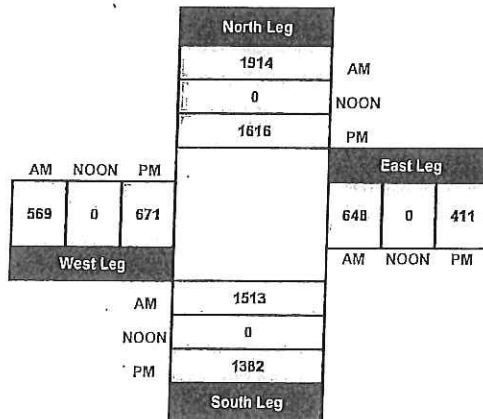 North Leg
1914 AM
0 NOON
1616 PM
AM NOON PM
East Leg
569 0 671
648 0 411
West Leg
AM NOON PM
AM 1513
NOON 0
PM 1382
South Leg